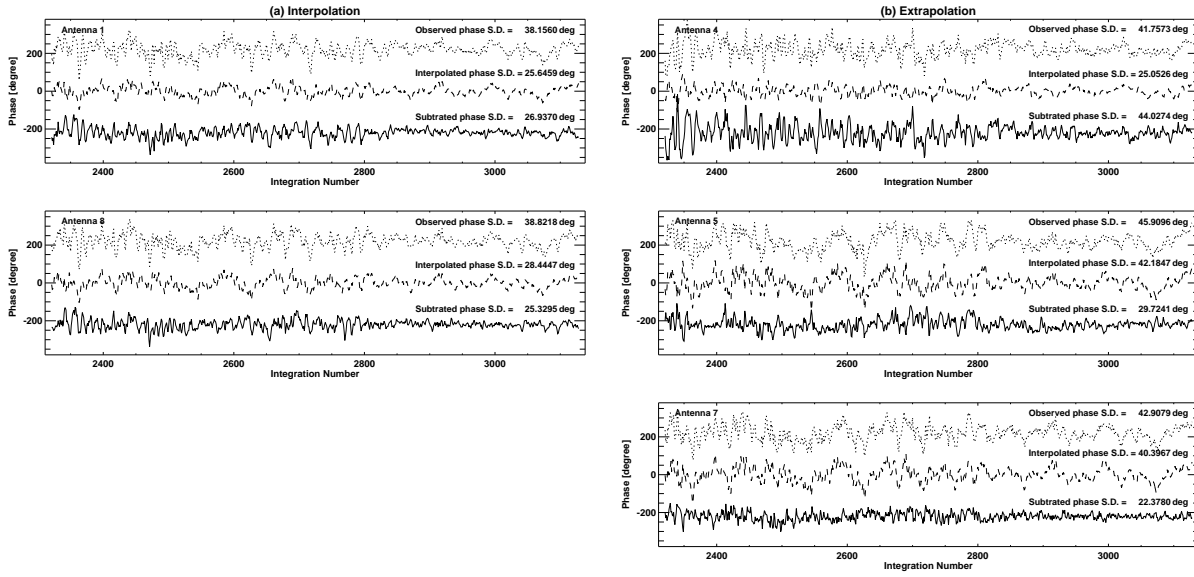 (a) Interpolation
Antenna 1
Observed phase S.D. = 38.1560 deg
Interpolated phase S.D. = 25.6459 deg
Subtrated phase S.D. = 26.9370 deg
Phase [degree]
200
0
-200
2400 2600 2800 3000
Integration Number
Antenna 8
Observed phase S.D. = 38.8218 deg
Interpolated phase S.D. = 28.4447 deg
Subtrated phase S.D. = 25.3295 deg
Phase [degree]
200
0
-200
2400 2600 2800 3000
Integration Number
(b) Extrapolation
Antenna 4
Observed phase S.D. = 41.7573 deg
Interpolated phase S.D. = 25.0526 deg
Subtrated phase S.D. = 44.0274 deg
Phase [degree]
200
0
-200
2400 2600 2800 3000
Integration Number
Antenna 5
Observed phase S.D. = 45.9096 deg
Interpolated phase S.D. = 42.1847 deg
Subtrated phase S.D. = 29.7241 deg
Phase [degree]
200
0
-200
2400 2600 2800 3000
Integration Number
Antenna 7
Observed phase S.D. = 42.9079 deg
Interpolated phase S.D. = 40.3967 deg
Subtrated phase S.D. = 22.3780 deg
Phase [degree]
200
0
-200
2400 2600 2800 3000
Integration Number